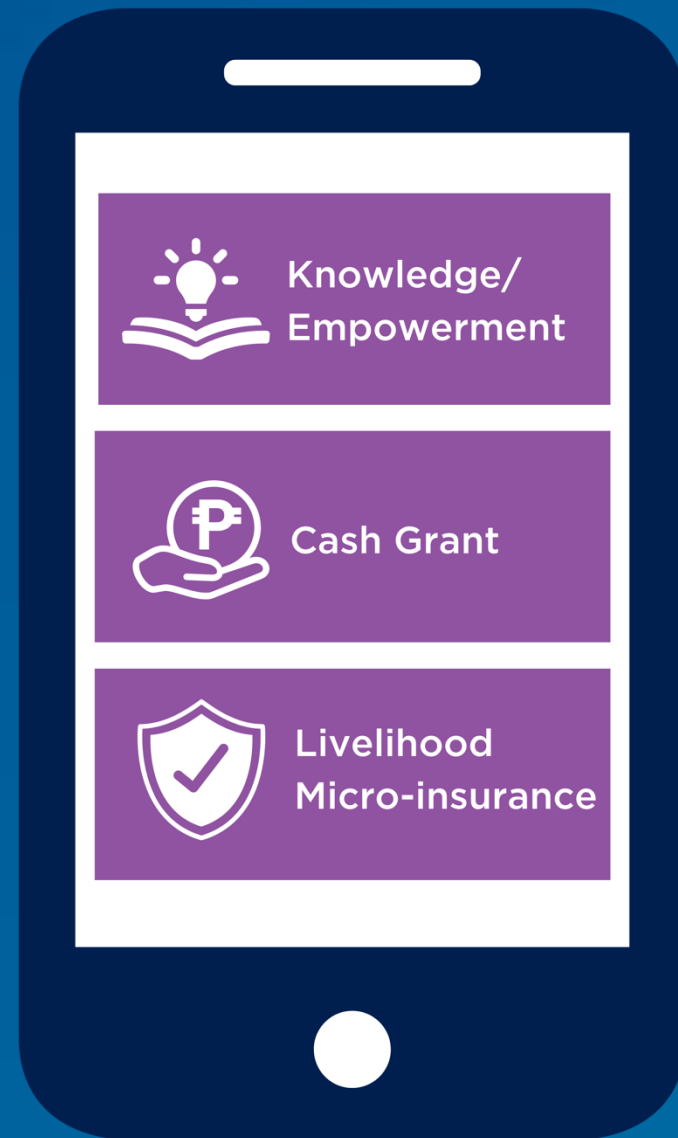 Knowledge/
Empowerment
₱
Cash Grant
Livelihood
Micro-insurance